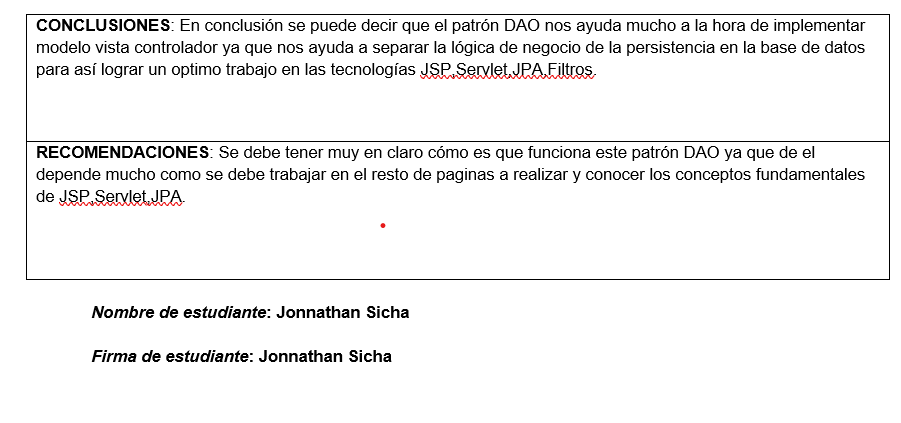 CONCLUSIONES: En conclusión se puede decir que el patrón DAO nos ayuda mucho a la hora de implementar
modelo vista controlador ya que nos ayuda a separar la lógica de negocio de la persistencia en la base de datos
para así lograr un optimo trabajo en las tecnologías JSP,Servlet,JPA,Filtros.
RECOMENDACIONES: Se debe tener muy en claro cómo es que funciona este patrón DAO ya que de el
depende mucho como se debe trabajar en el resto de paginas a realizar y conocer los conceptos fundamentales
de JSP,Servlet,JPA.
Nombre de estudiante: Jonnathan Sicha
Firma de estudiante: Jonnathan Sicha